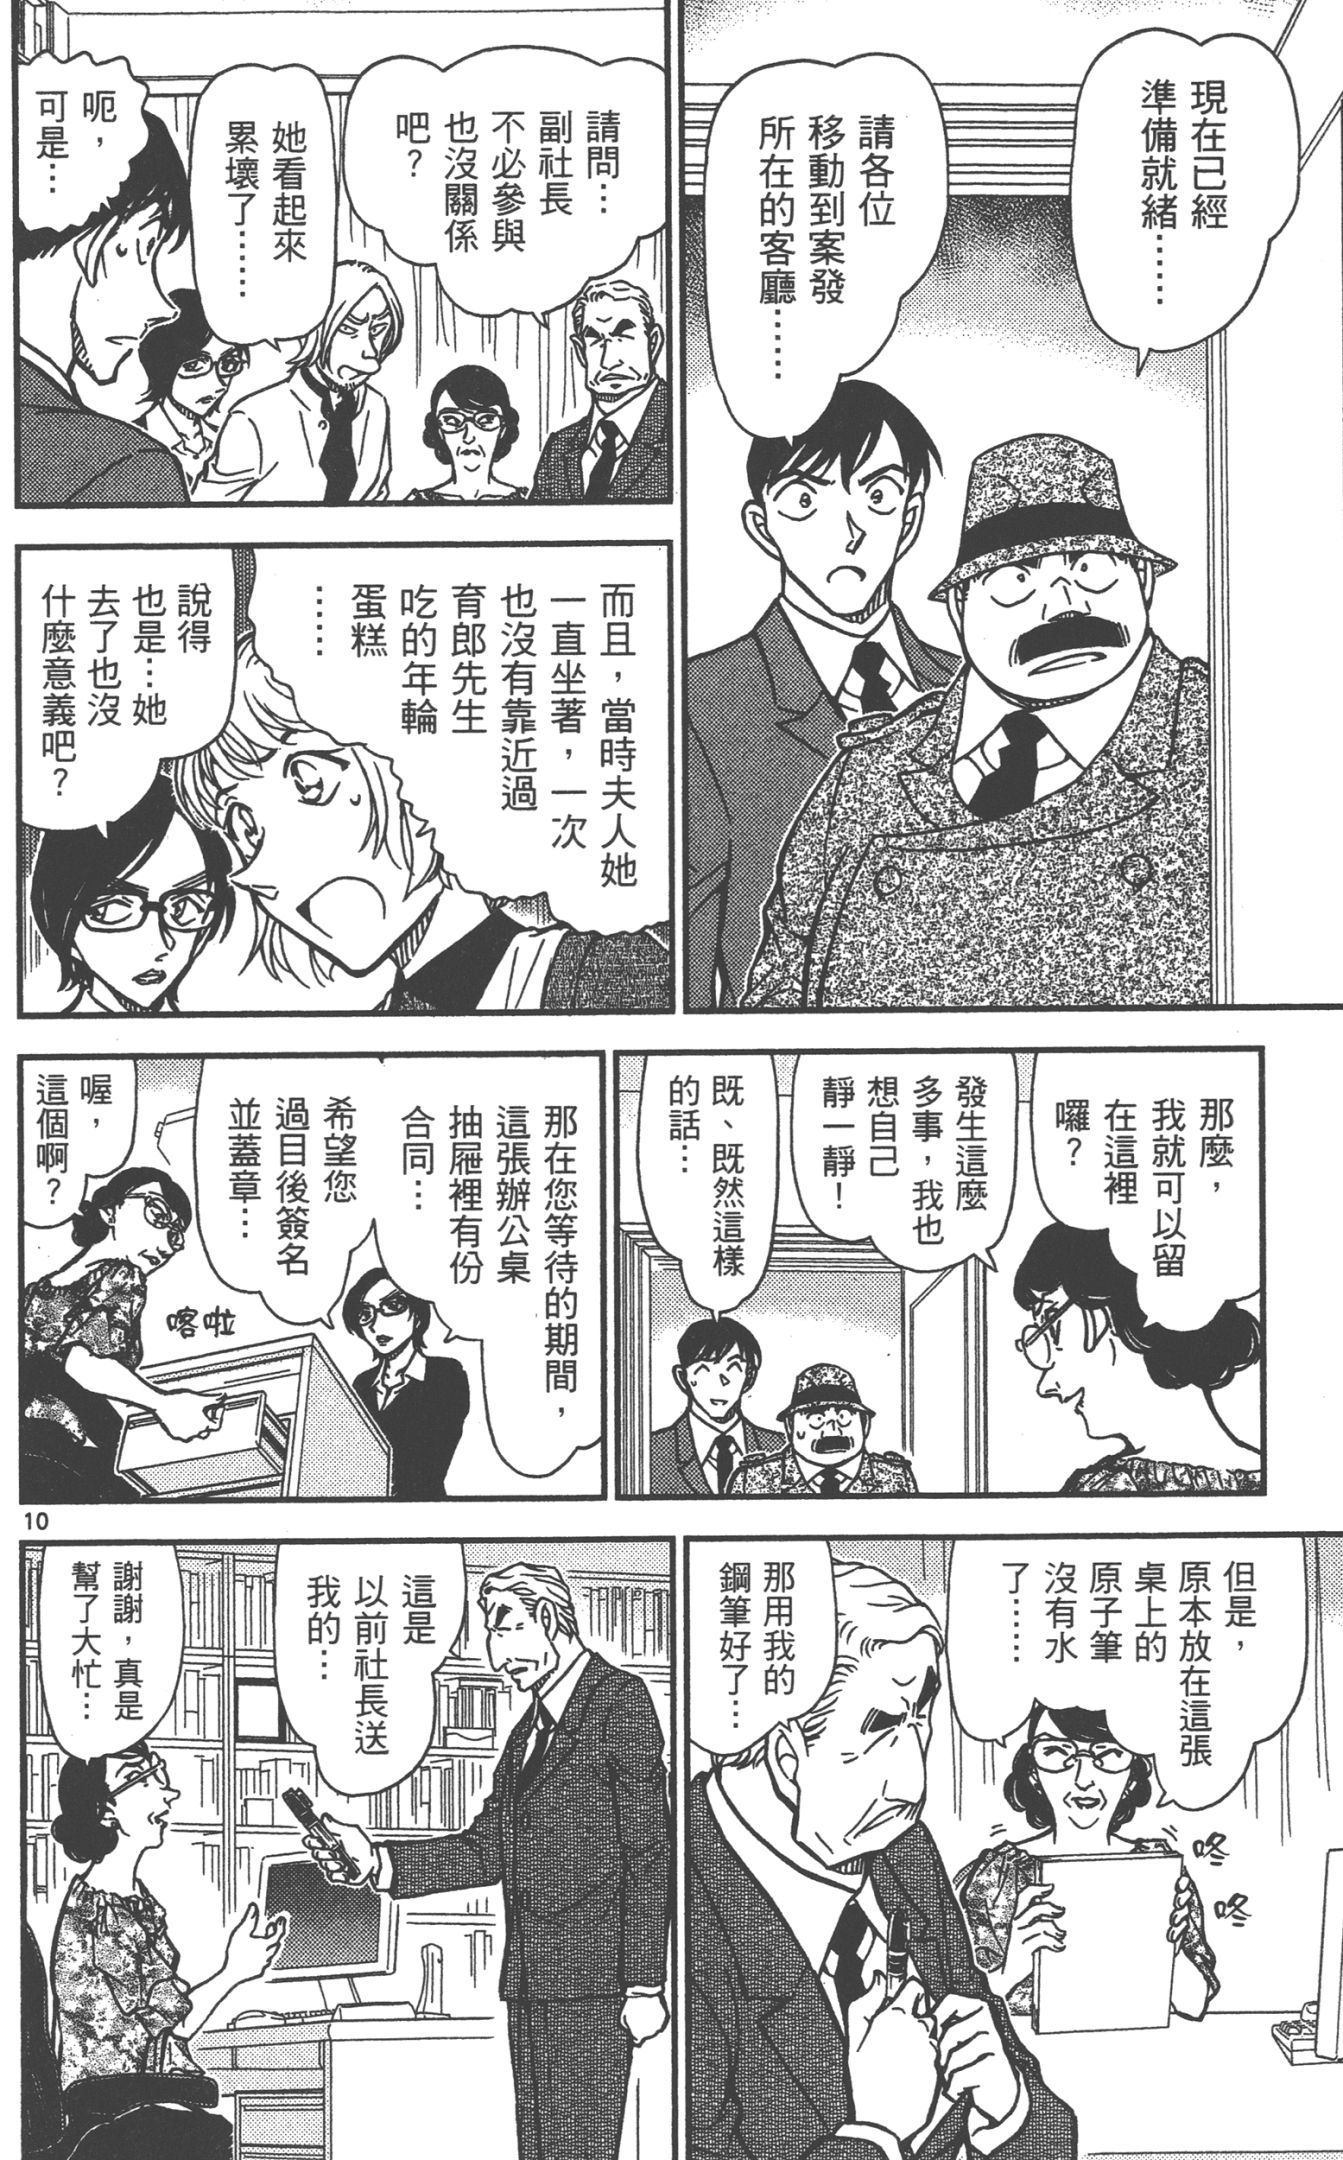 現在已經
準備就緒……
請各位
移動到案發
所在的客廳……
請問…
副社長
不必參與
也沒關係
吧？
她看起來
累壞了……
呃，
可是…
而且，當時夫人她
一直坐著，一次
也沒有靠近過
育郎先生
吃的年輪
蛋糕
……
說得
也是…她
去了也沒
什麼意義吧？
那麼，
我就可以留
在這裡
囉？
發生這麼
多事，我也
想自己
靜一靜！
既、既然這樣
的話…
那在您等待的期間，
這張辦公桌
抽屜裡有份
合同…
希望您
過目後簽名
並蓋章…
喔，
這個啊？
喀啦
10
但是，
原本放在這張
桌上的
原子筆
沒有水
了……
咚
咚
那用我的
鋼筆好了…
這是
以前社長送
我的…
謝謝，真是
幫了大忙…